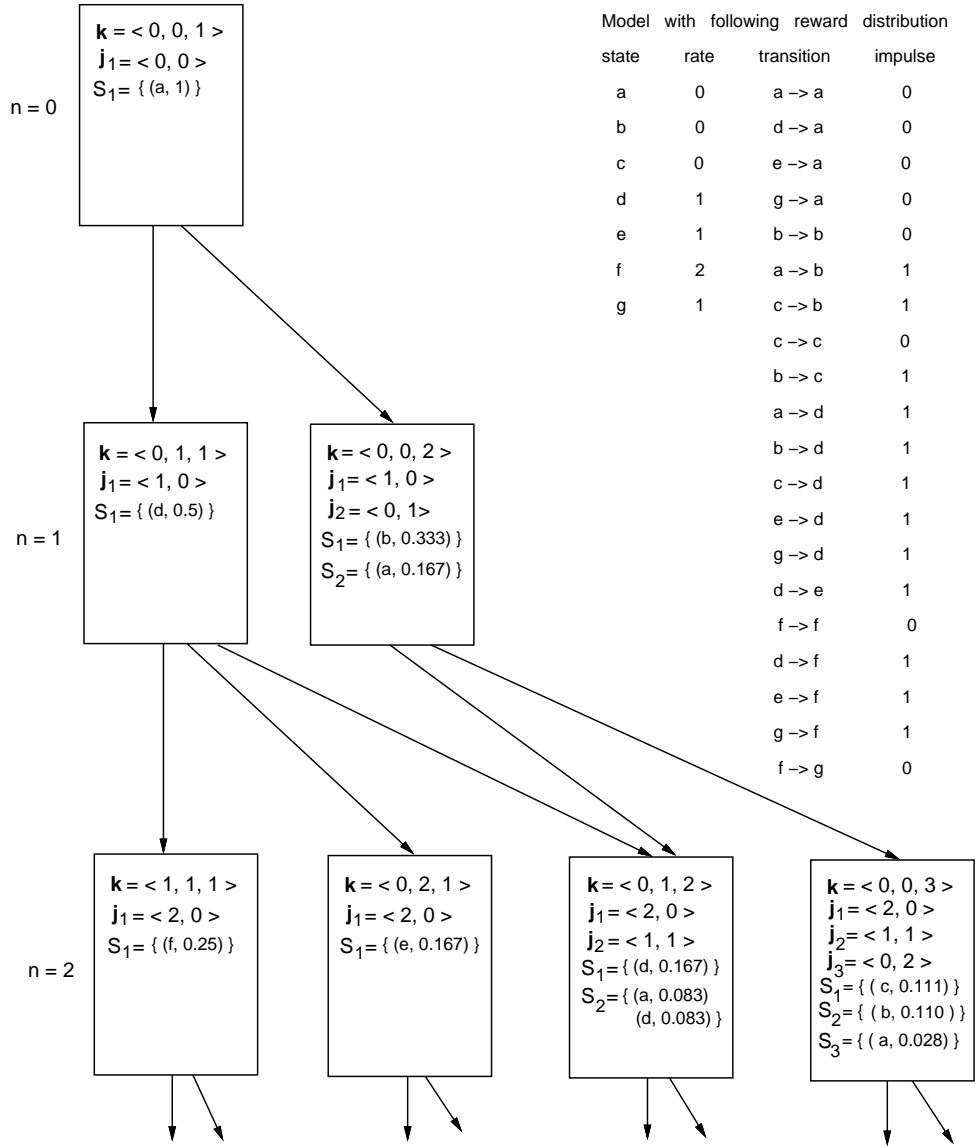 Model with following reward distribution
state rate transition impulse
a 0 a –> a 0
b 0 d –> a 0
c 0 e –> a 0
d 1 g –> a 0
e 1 b –> b 0
f 2 a –> b 1
g 1 c –> b 1
c –> c 0
b –> c 1
a –> d 1
b –> d 1
c –> d 1
e –> d 1
g –> d 1
d –> e 1
f –> f 0
d –> f 1
e –> f 1
g –> f 1
f –> g 0
n = 0
k = < 0, 0, 1 >
j1 = < 0, 0 >
S1 = { (a, 1) }
n = 1
k = < 0, 1, 1 >
j1 = < 1, 0 >
S1 = { (d, 0.5) }
k = < 0, 0, 2 >
j1 = < 1, 0 >
j2 = < 0, 1>
S1 = { (b, 0.333) }
S2 = { (a, 0.167) }
n = 2
k = < 1, 1, 1 >
j1 = < 2, 0 >
S1 = { (f, 0.25) }
k = < 0, 2, 1 >
j1 = < 2, 0 >
S1 = { (e, 0.167) }
k = < 0, 1, 2 >
j1 = < 2, 0 >
j2 = < 1, 1 >
S1 = { (d, 0.167) }
S2 = { (a, 0.083)
(d, 0.083) }
k = < 0, 0, 3 >
j1 = < 2, 0 >
j2 = < 1, 1 >
j3 = < 0, 2 >
S1 = { ( c, 0.111) }
S2 = { ( b, 0.110 ) }
S3 = { ( a, 0.028) }